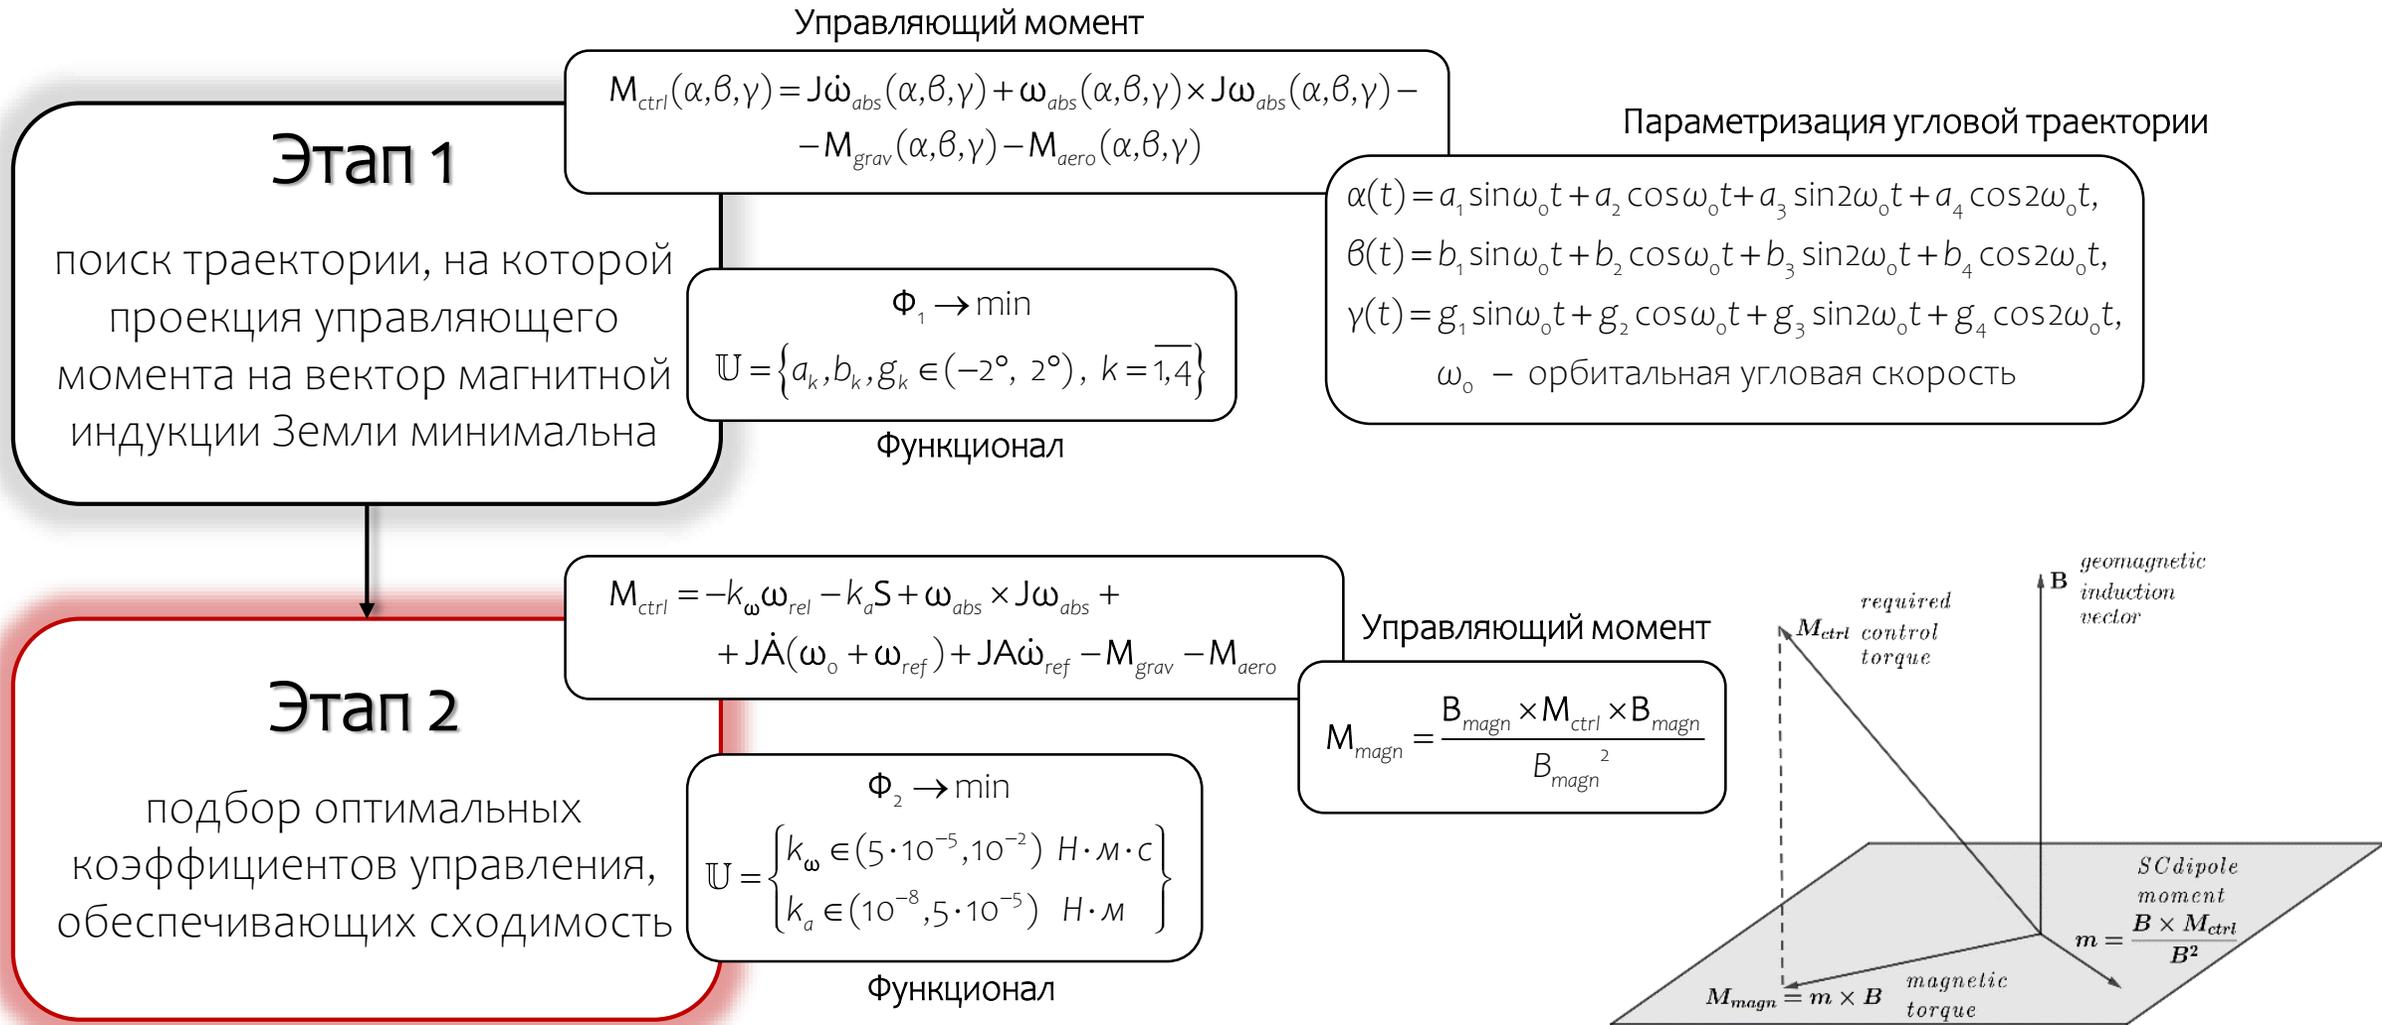 Управляющий момент
M_ctrl(α,β,γ) = Jω̇_abs(α,β,γ) + ω_abs(α,β,γ) × Jω_abs(α,β,γ) −
− M_grav(α,β,γ) − M_aero(α,β,γ)
Этап 1
поиск траектории, на которой
проекция управляющего
момента на вектор магнитной
индукции Земли минимальна
Параметризация угловой траектории
α(t) = a₁ sinω₀t + a₂ cosω₀t + a₃ sin2ω₀t + a₄ cos2ω₀t,
β(t) = b₁ sinω₀t + b₂ cosω₀t + b₃ sin2ω₀t + b₄ cos2ω₀t,
γ(t) = g₁ sinω₀t + g₂ cosω₀t + g₃ sin2ω₀t + g₄ cos2ω₀t,
ω₀ – орбитальная угловая скорость
Φ₁ → min
𝕌 = {a_k, b_k, g_k ∈ (−2°, 2°), k = 1,4}
Функционал
M_ctrl = −k_ω ω_rel − k_a S + ω_abs × Jω_abs +
+ JȦ(ω₀ + ω_ref) + JAω̇_ref − M_grav − M_aero
Этап 2
подбор оптимальных
коэффициентов управления,
обеспечивающих сходимость
Управляющий момент
M_magn = B_magn × M_ctrl × B_magn / B_magn²
Φ₂ → min
𝕌 = {k_ω ∈ (5·10⁻⁵, 10⁻²) Н·м·с
k_a ∈ (10⁻⁸, 5·10⁻⁵) Н·м}
Функционал
B geomagnetic
induction
vector
M_ctrl required
control
torque
SC dipole
moment
m = B × M_ctrl / B²
M_magn = m × B magnetic
torque